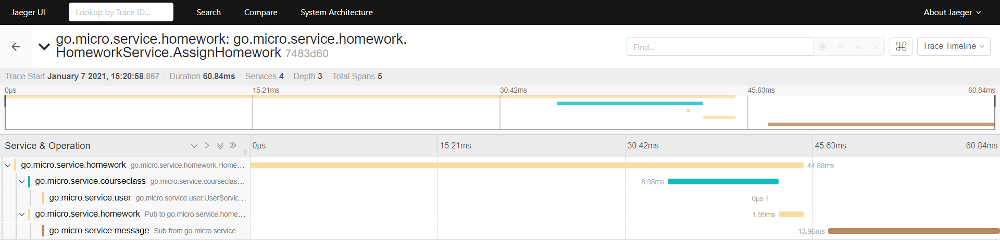 Jaeger UI Lookup by Trace ID... Search Compare System Architecture About Jaeger
go.micro.service.homework: go.micro.service.homework.
HomeworkService.AssignHomework 7483d60
Find...
Trace Timeline
Trace Start January 7 2021, 15:20:58.867 Duration 60.84ms Services 4 Depth 3 Total Spans 5
0μs 15.21ms 30.42ms 45.63ms 60.84ms
Service & Operation 0μs 15.21ms 30.42ms 45.63ms 60.84ms
go.micro.service.homework go.micro.service.homework.Home… 44.88ms
go.micro.service.courseclass go.micro.service.courseclas… 8.98ms
go.micro.service.user go.micro.service.user.UserServic… 0μs
go.micro.service.homework Pub to go.micro.service.home… 1.99ms
go.micro.service.message Sub from go.micro.service.… 13.96ms